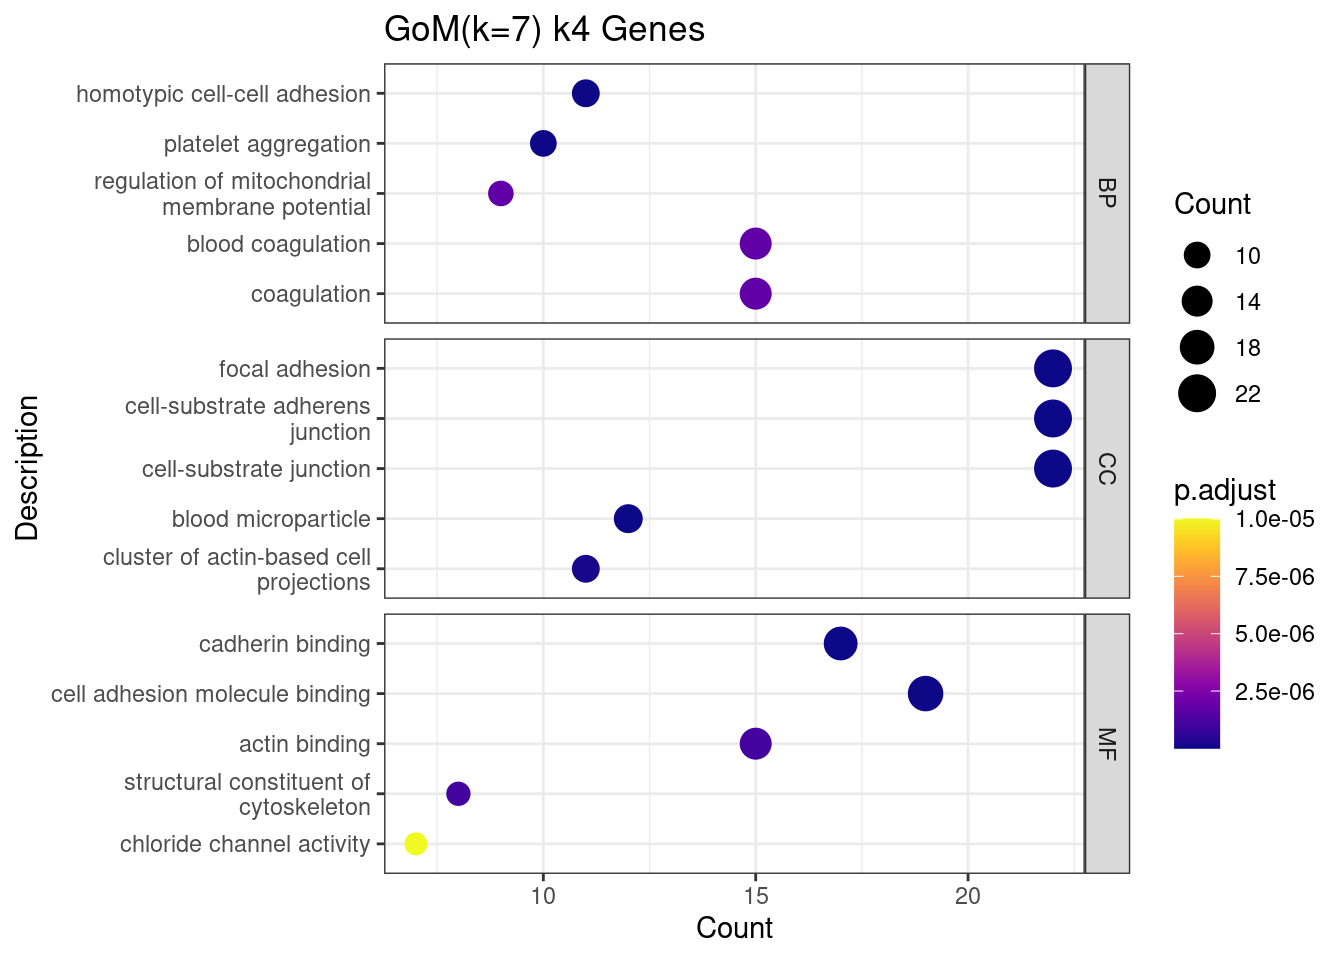 GoM(k=7) k4 Genes
homotypic cell-cell adhesion
platelet aggregation
regulation of mitochondrial
membrane potential
blood coagulation
coagulation
BP
focal adhesion
cell-substrate adherens
junction
cell-substrate junction
blood microparticle
cluster of actin-based cell
projections
CC
cadherin binding
cell adhesion molecule binding
actin binding
structural constituent of
cytoskeleton
chloride channel activity
MF
10
15
20
Count
Description
Count
10
14
18
22
p.adjust
1.0e-05
7.5e-06
5.0e-06
2.5e-06